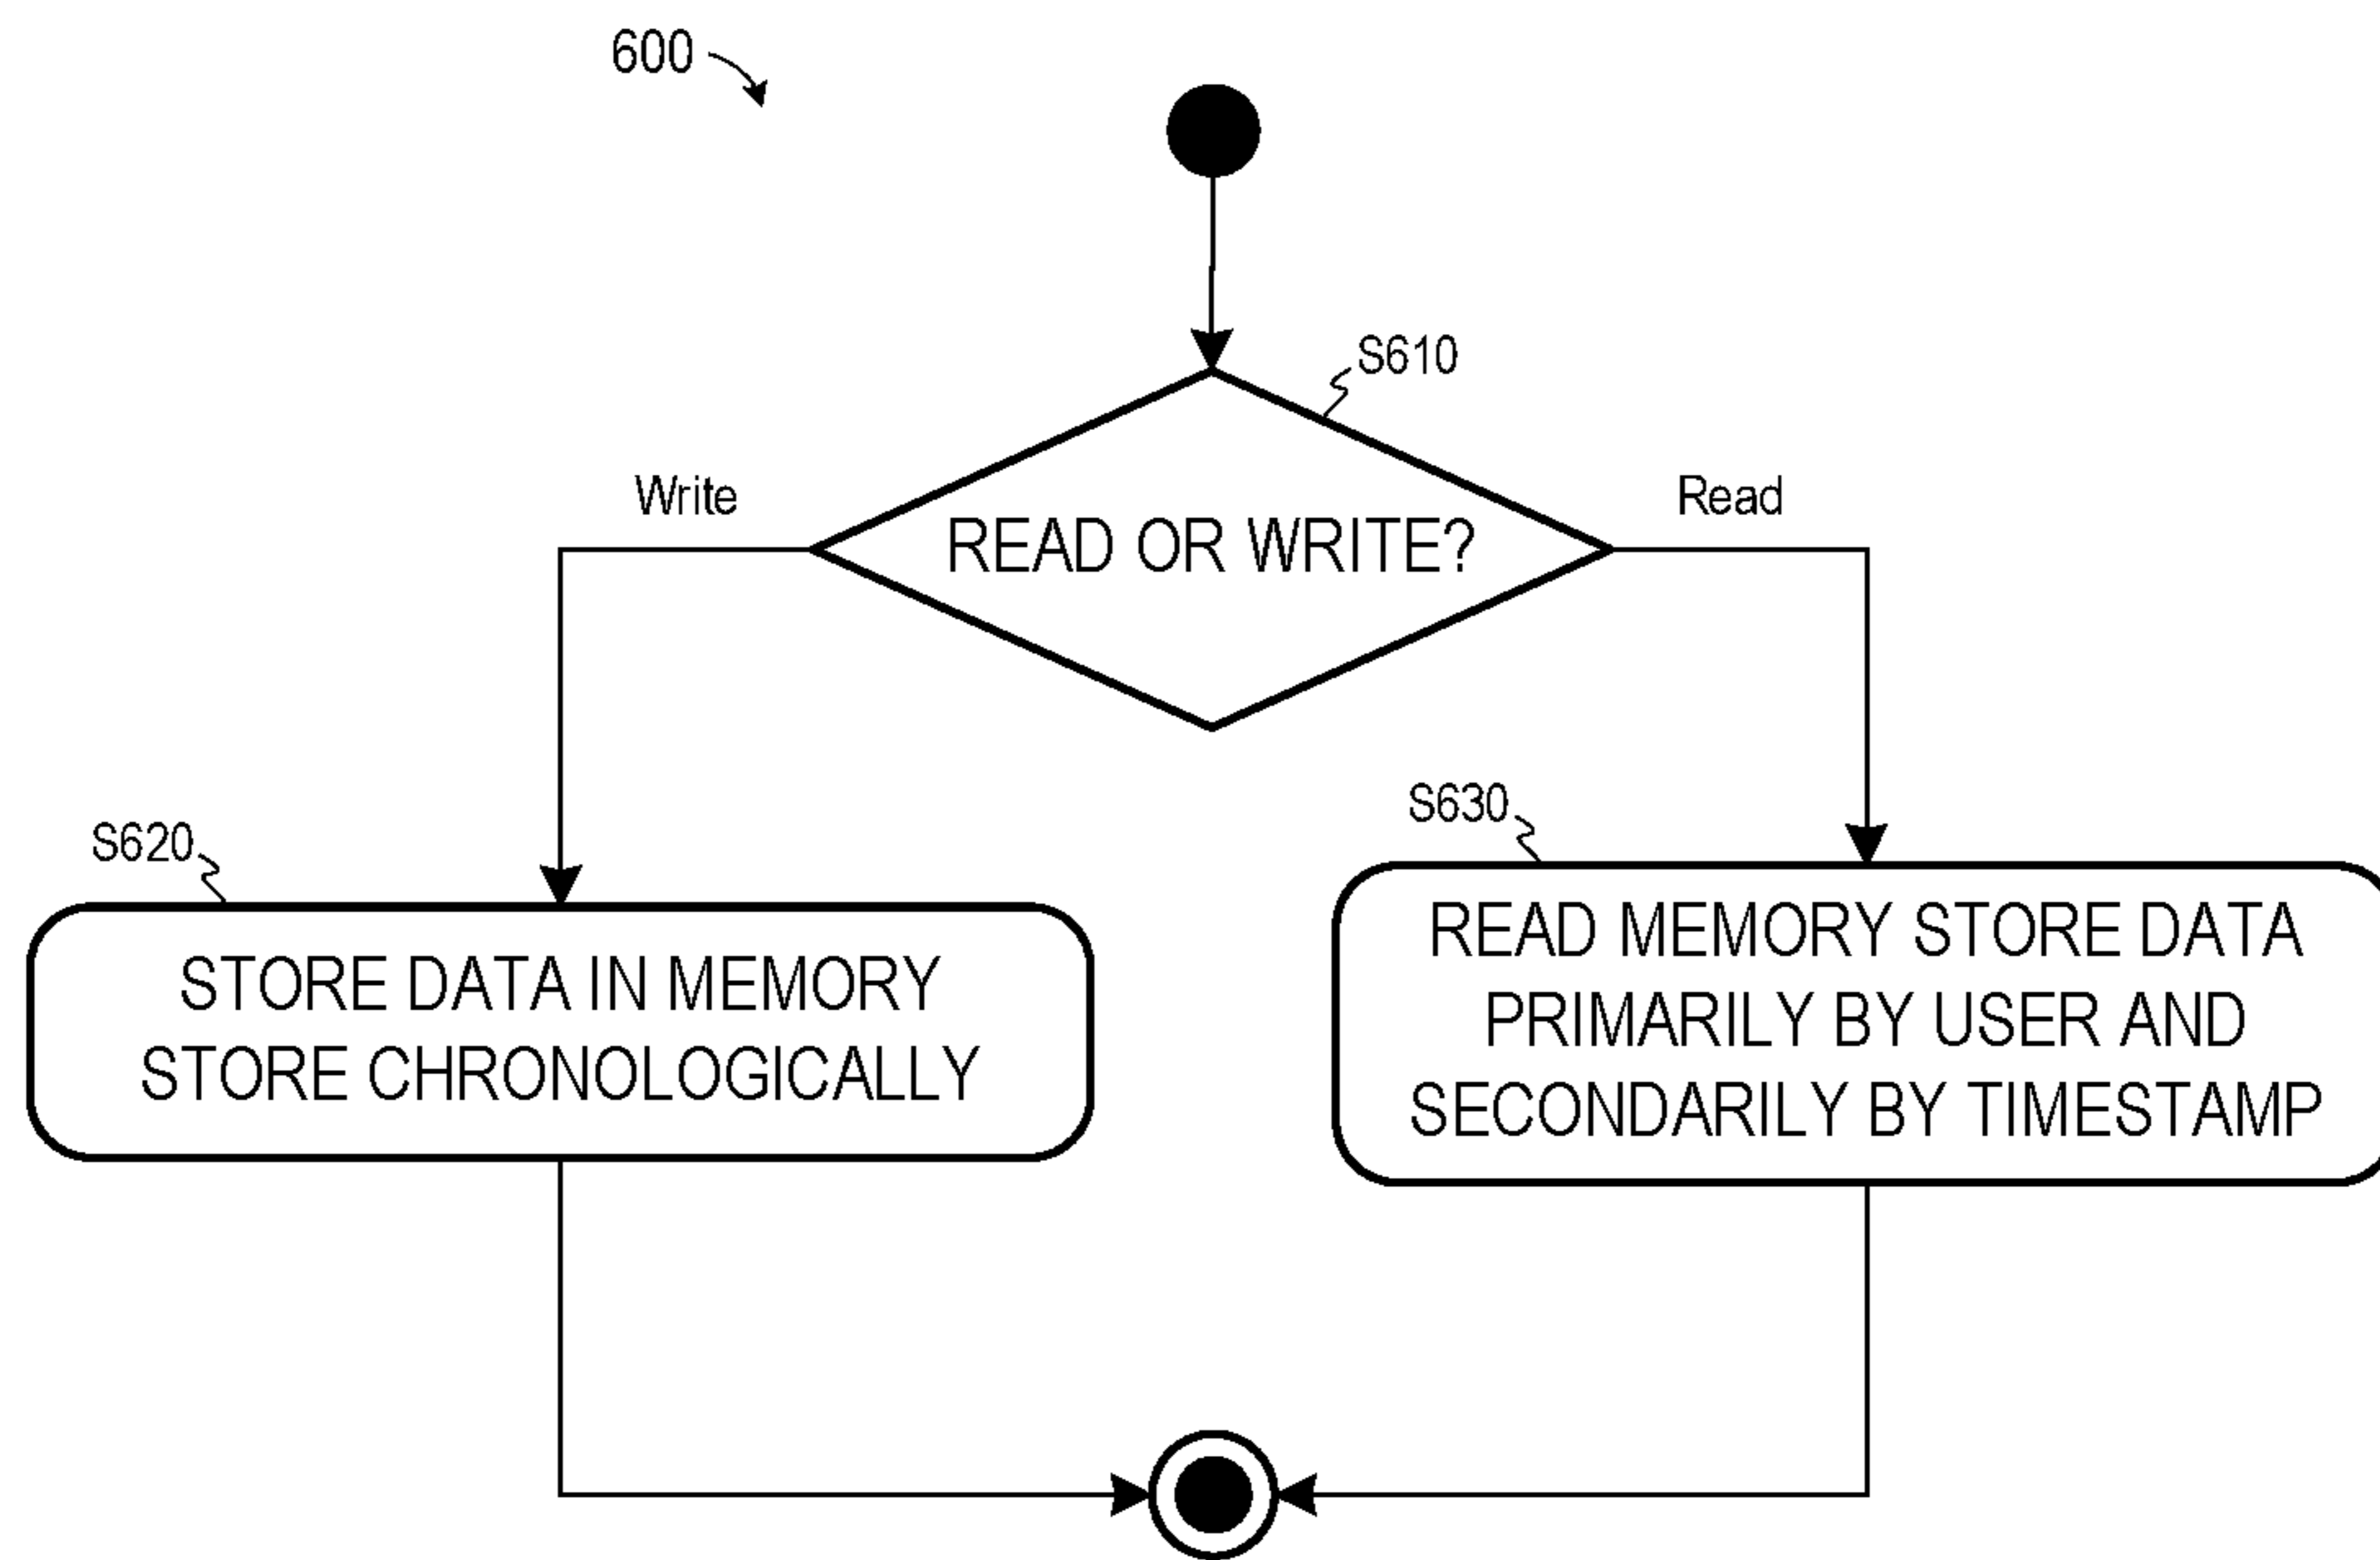 600
S610
Write
Read
READ OR WRITE?
S620
STORE DATA IN MEMORY
STORE CHRONOLOGICALLY
S630
READ MEMORY STORE DATA
PRIMARILY BY USER AND
SECONDARILY BY TIMESTAMP